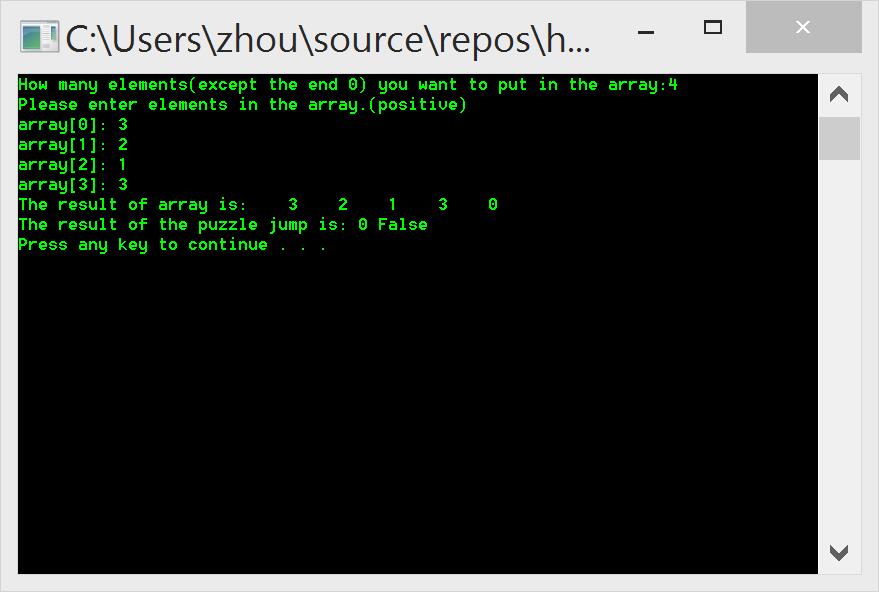 C:\Users\zhou\source\repos\h...
How many elements(except the end 0) you want to put in the array:4
Please enter elements in the array.(positive)
array[0]: 3
array[1]: 2
array[2]: 1
array[3]: 3
The result of array is:    3    2    1    3    0
The result of the puzzle jump is: 0 False
Press any key to continue . . .